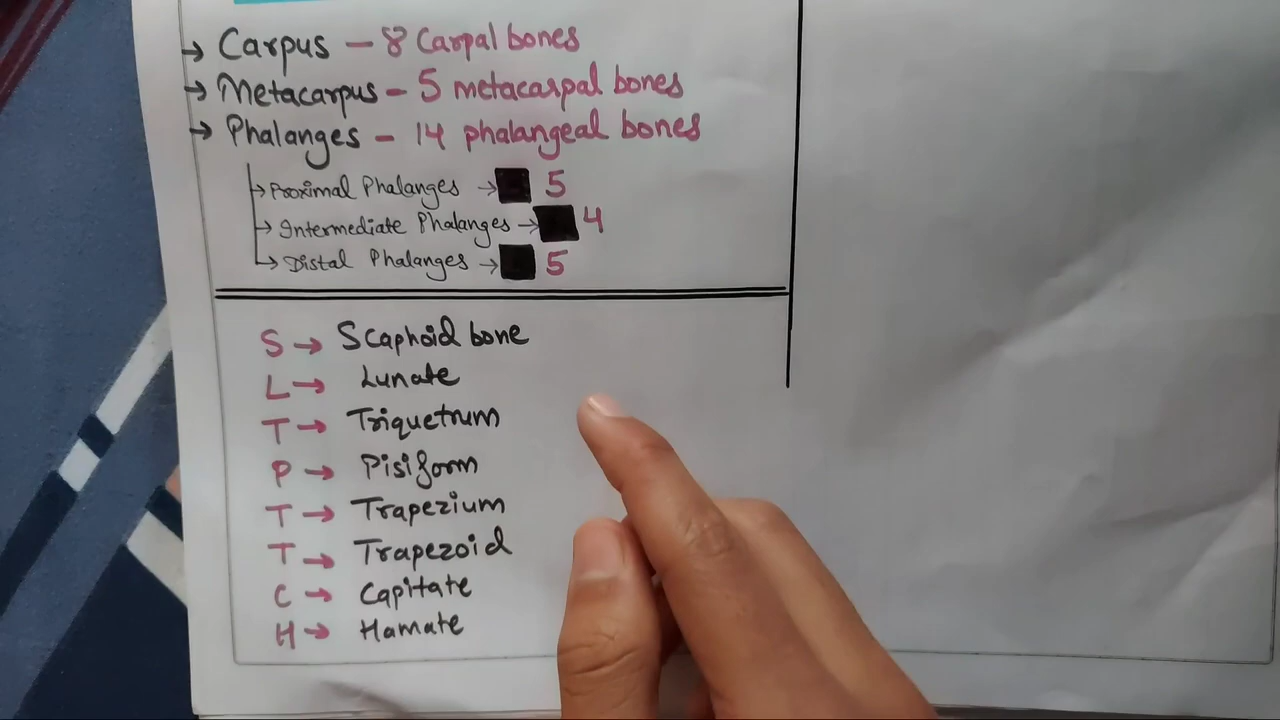 → Carpus - 8 Carpal bones
→ Metacarpus - 5 metacarpal bones
→ Phalanges - 14 phalangeal bones
→ Proximal Phalanges → 5
→ Intermediate Phalanges → 4
→ Distal Phalanges → 5
S → Scaphoid bone
L → Lunate
T → Triquetrum
P → Pisiform
T → Trapezium
T → Trapezoid
C → Capitate
H → Hamate